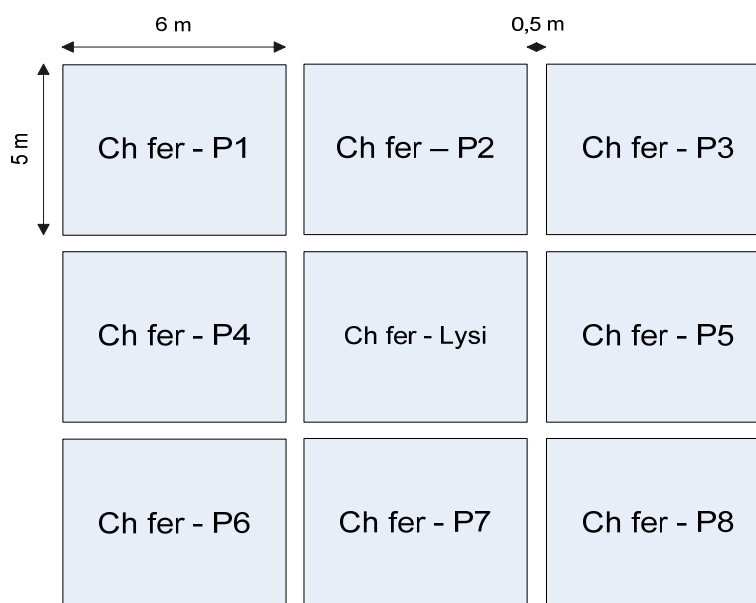 6 m
0,5 m
5 m
Ch fer - P1
Ch fer – P2
Ch fer - P3
Ch fer - P4
Ch fer - Lysi
Ch fer - P5
Ch fer - P6
Ch fer - P7
Ch fer - P8